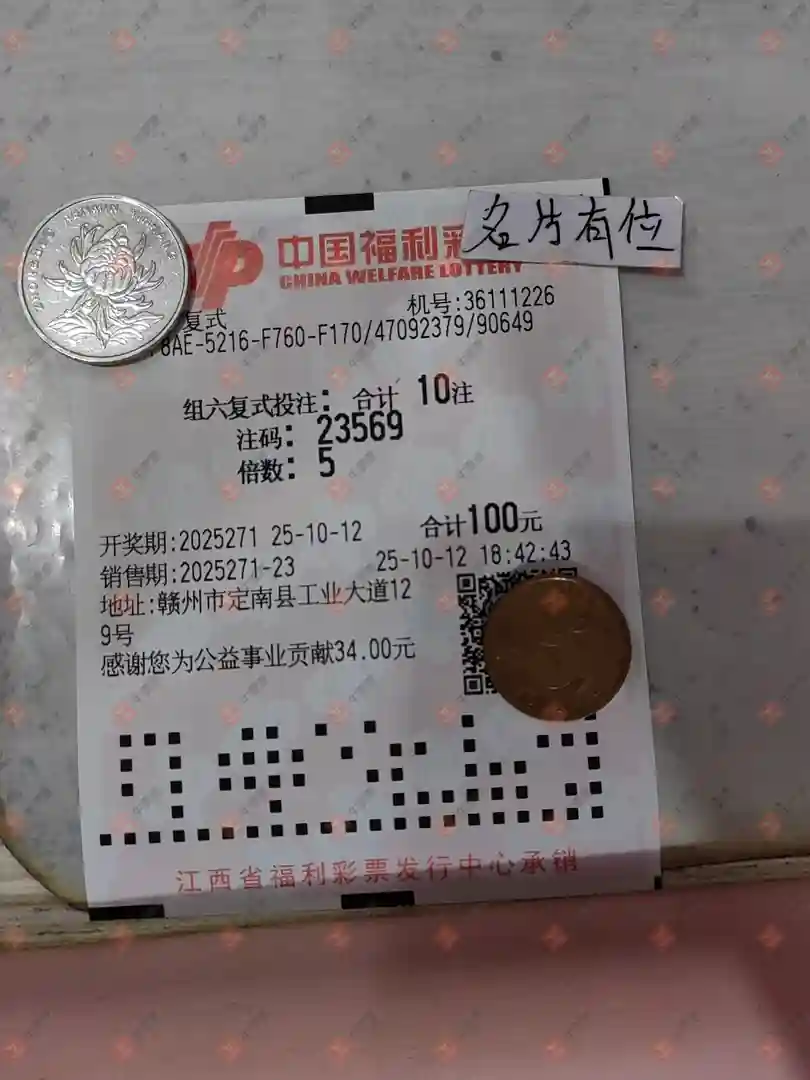 中国福利彩
名片有位
CHINA WELFARE LOTTERY
复式
机号:36111226
8AE-5216-F760-F170/47092379/90649
组六复式投注: 合计 10注
注码: 23569
倍数: 5
开奖期:2025271 25-10-12 合计100元
销售期:2025271-23 25-10-12 18:42:43
地址:赣州市定南县工业大道12
9号
感谢您为公益事业贡献34.00元
江西省福利彩票发行中心承销